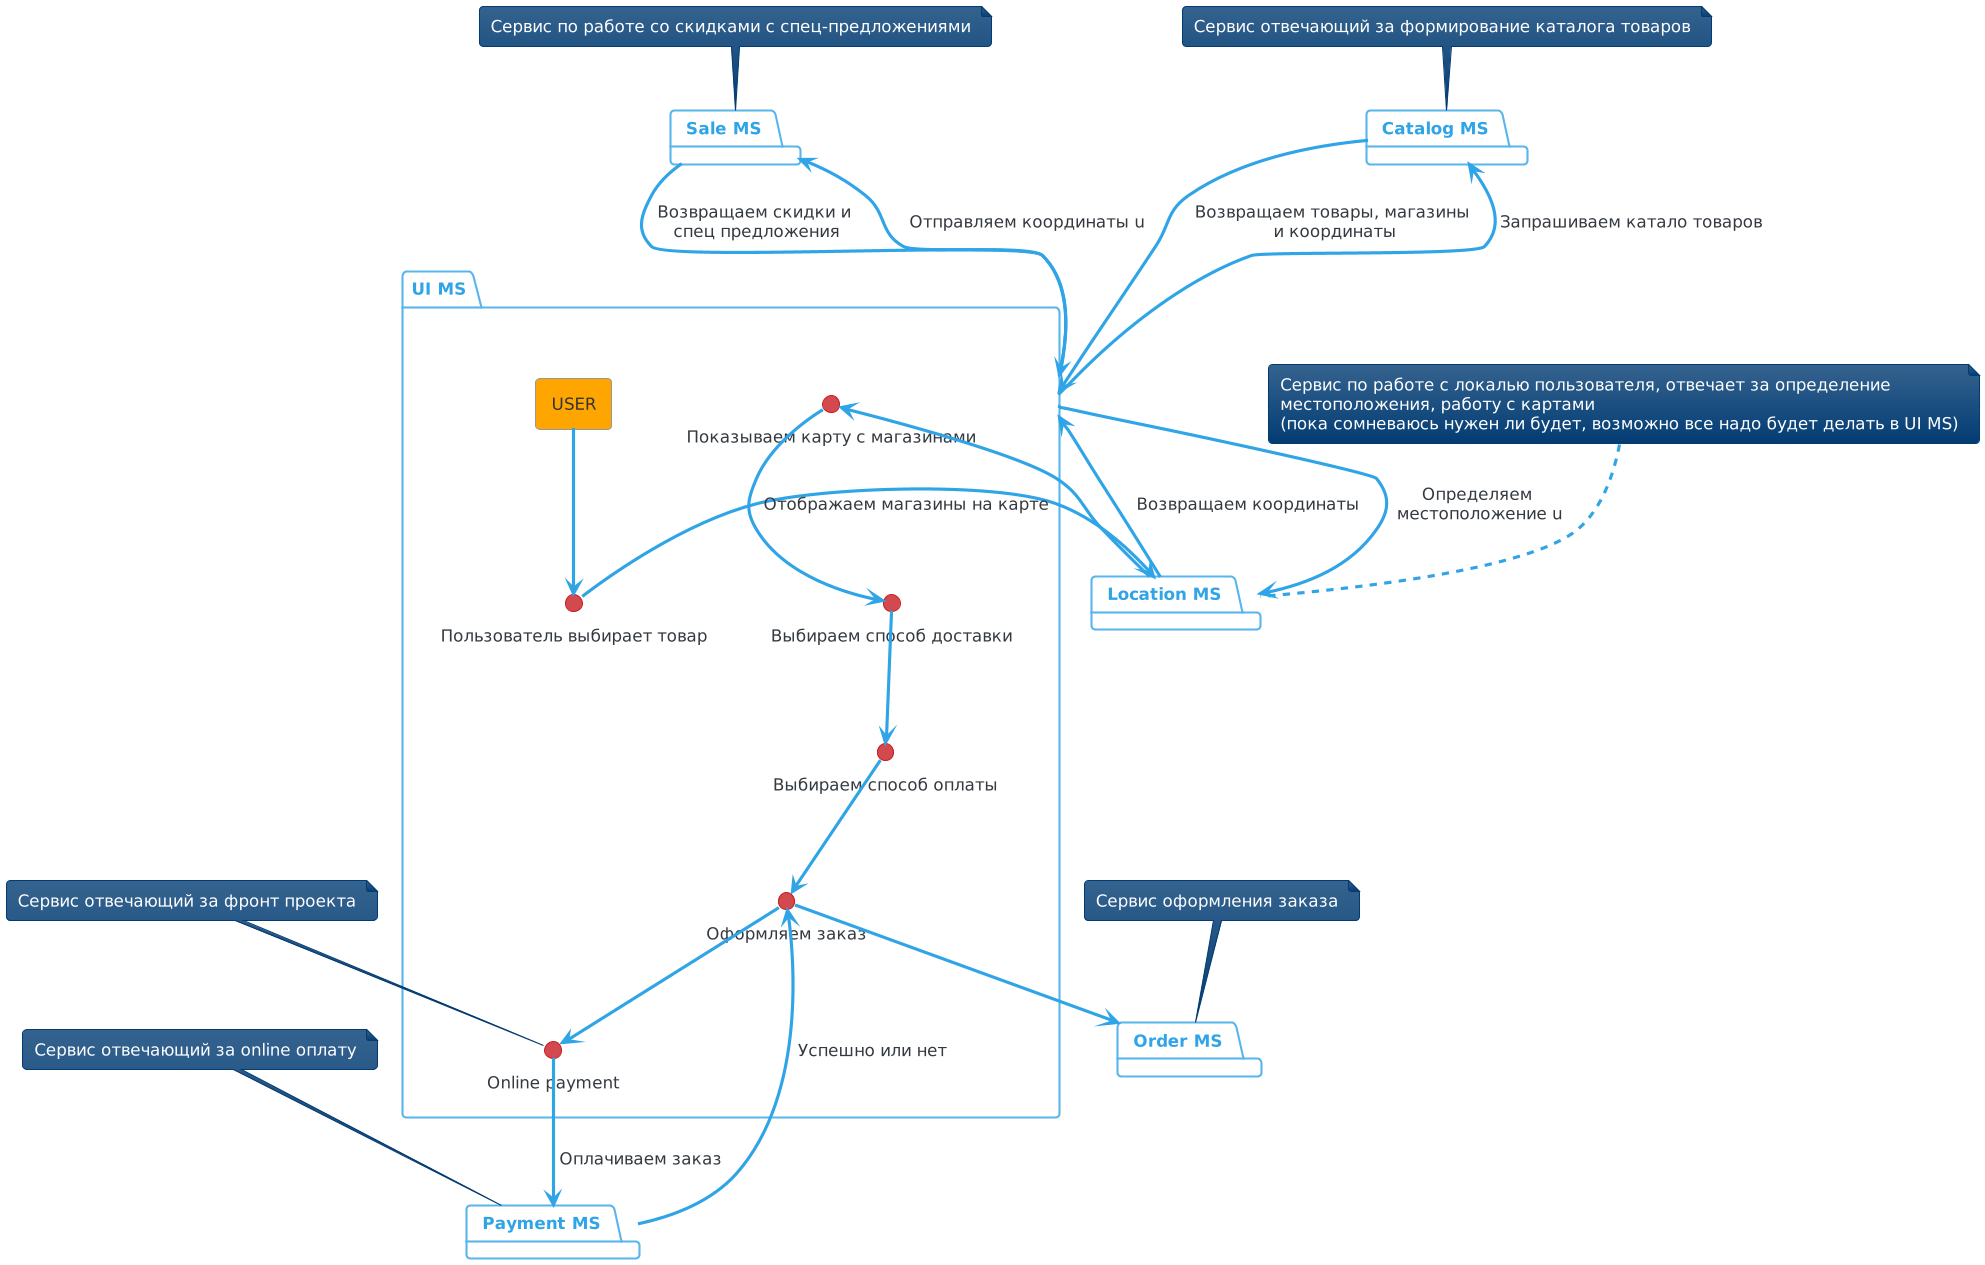 Сервис по работе со скидками с спец-предложениями
Сервис отвечающий за формирование каталога товаров
Sale MS
Catalog MS
Возвращаем скидки и
спец предложения
Отправляем координаты u
Возвращаем товары, магазины
и координаты
Запрашиваем катало товаров
UI MS
USER
Показываем карту с магазинами
Сервис по работе с локалью пользователя, отвечает за определение
местоположения, работу с картами
(пока сомневаюсь нужен ли будет, возможно все надо будет делать в UI MS)
Отображаем магазины на карте
Возвращаем координаты
Определяем
местоположение u
Location MS
Пользователь выбирает товар
Выбираем способ доставки
Выбираем способ оплаты
Сервис отвечающий за фронт проекта
Оформляем заказ
Сервис оформления заказа
Сервис отвечающий за online оплату
Online payment
Успешно или нет
Order MS
Оплачиваем заказ
Payment MS